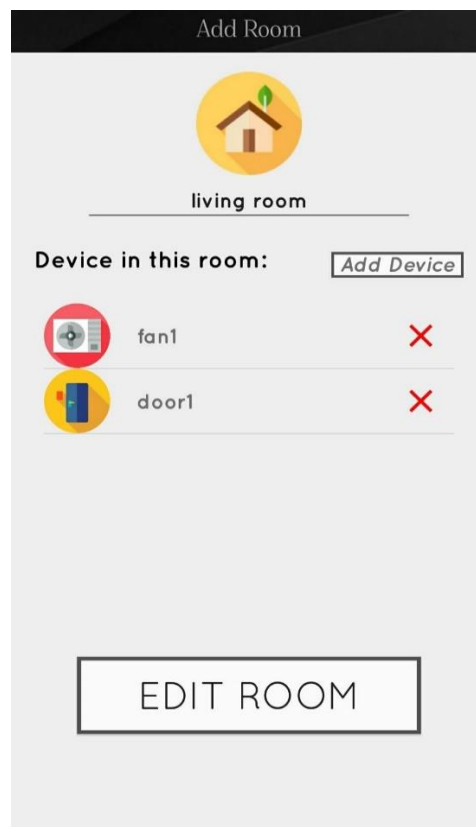 Add Room
living room
Device in this room:
Add Device
fan1
door1
EDIT ROOM